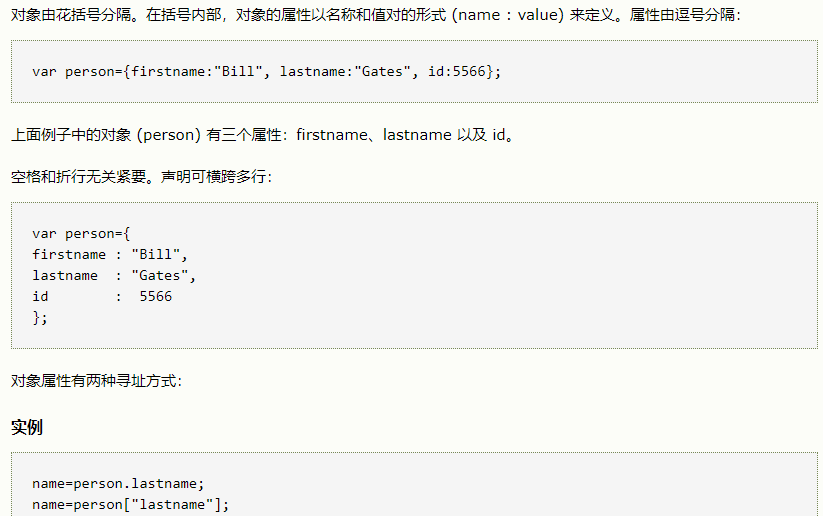 对象由花括号分隔。在括号内部，对象的属性以名称和值对的形式 (name : value) 来定义。属性由逗号分隔：
var person={firstname:"Bill", lastname:"Gates", id:5566};
上面例子中的对象 (person) 有三个属性：firstname、lastname 以及 id。
空格和折行无关紧要。声明可横跨多行：
var person={
firstname : "Bill",
lastname  : "Gates",
id        :  5566
};
对象属性有两种寻址方式：
实例
name=person.lastname;
name=person["lastname"];